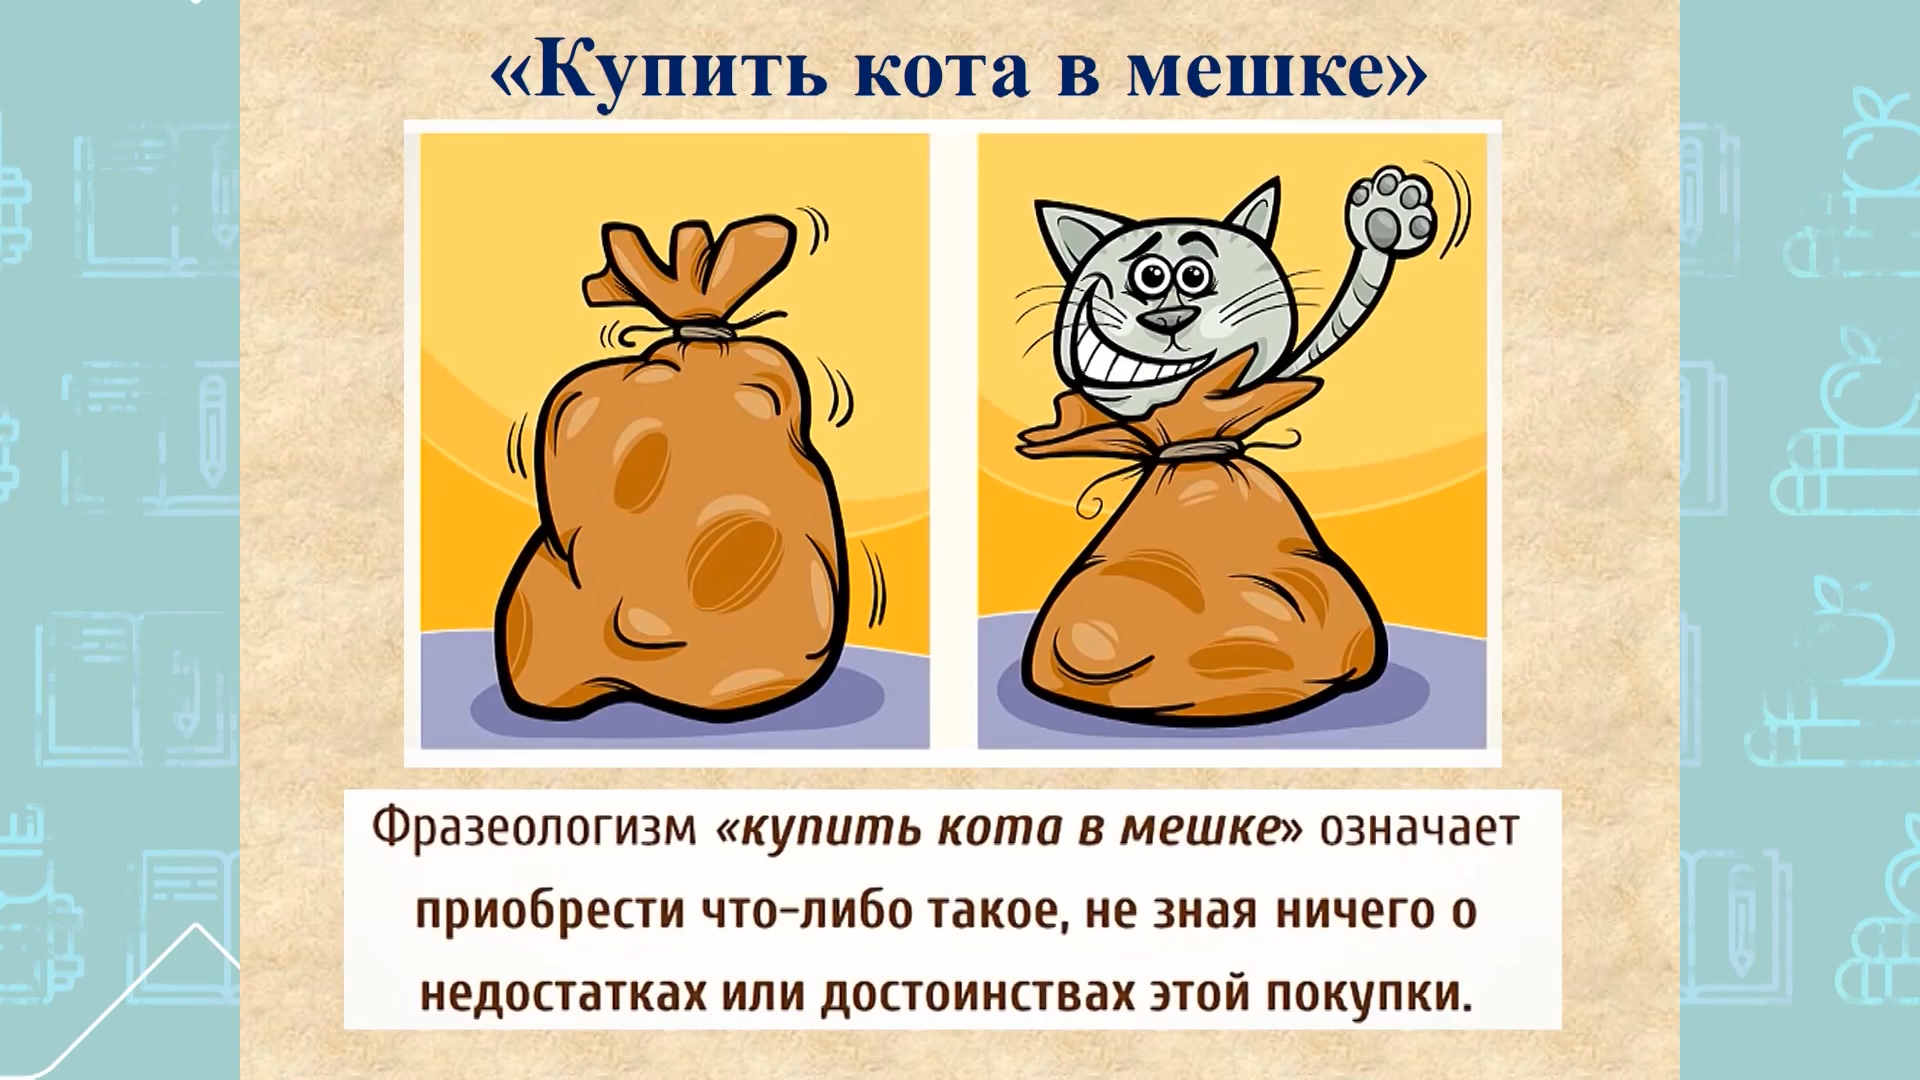 «Купить кота в мешке»
Фразеологизм «купить кота в мешке» означает
приобрести что-либо такое, не зная ничего о
недостатках или достоинствах этой покупки.